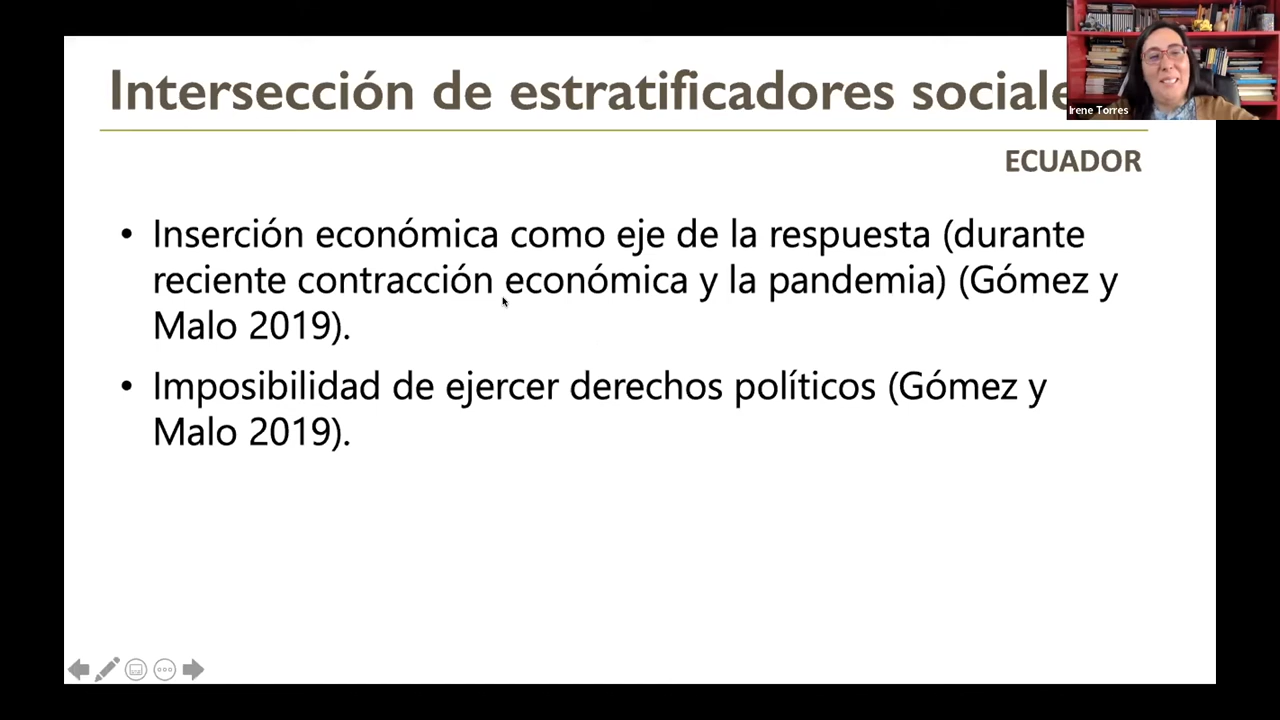 Intersección de estratificadores sociale
Irene Torres
ECUADOR
• Inserción económica como eje de la respuesta (durante
reciente contracción económica y la pandemia) (Gómez y
Malo 2019).
• Imposibilidad de ejercer derechos políticos (Gómez y
Malo 2019).